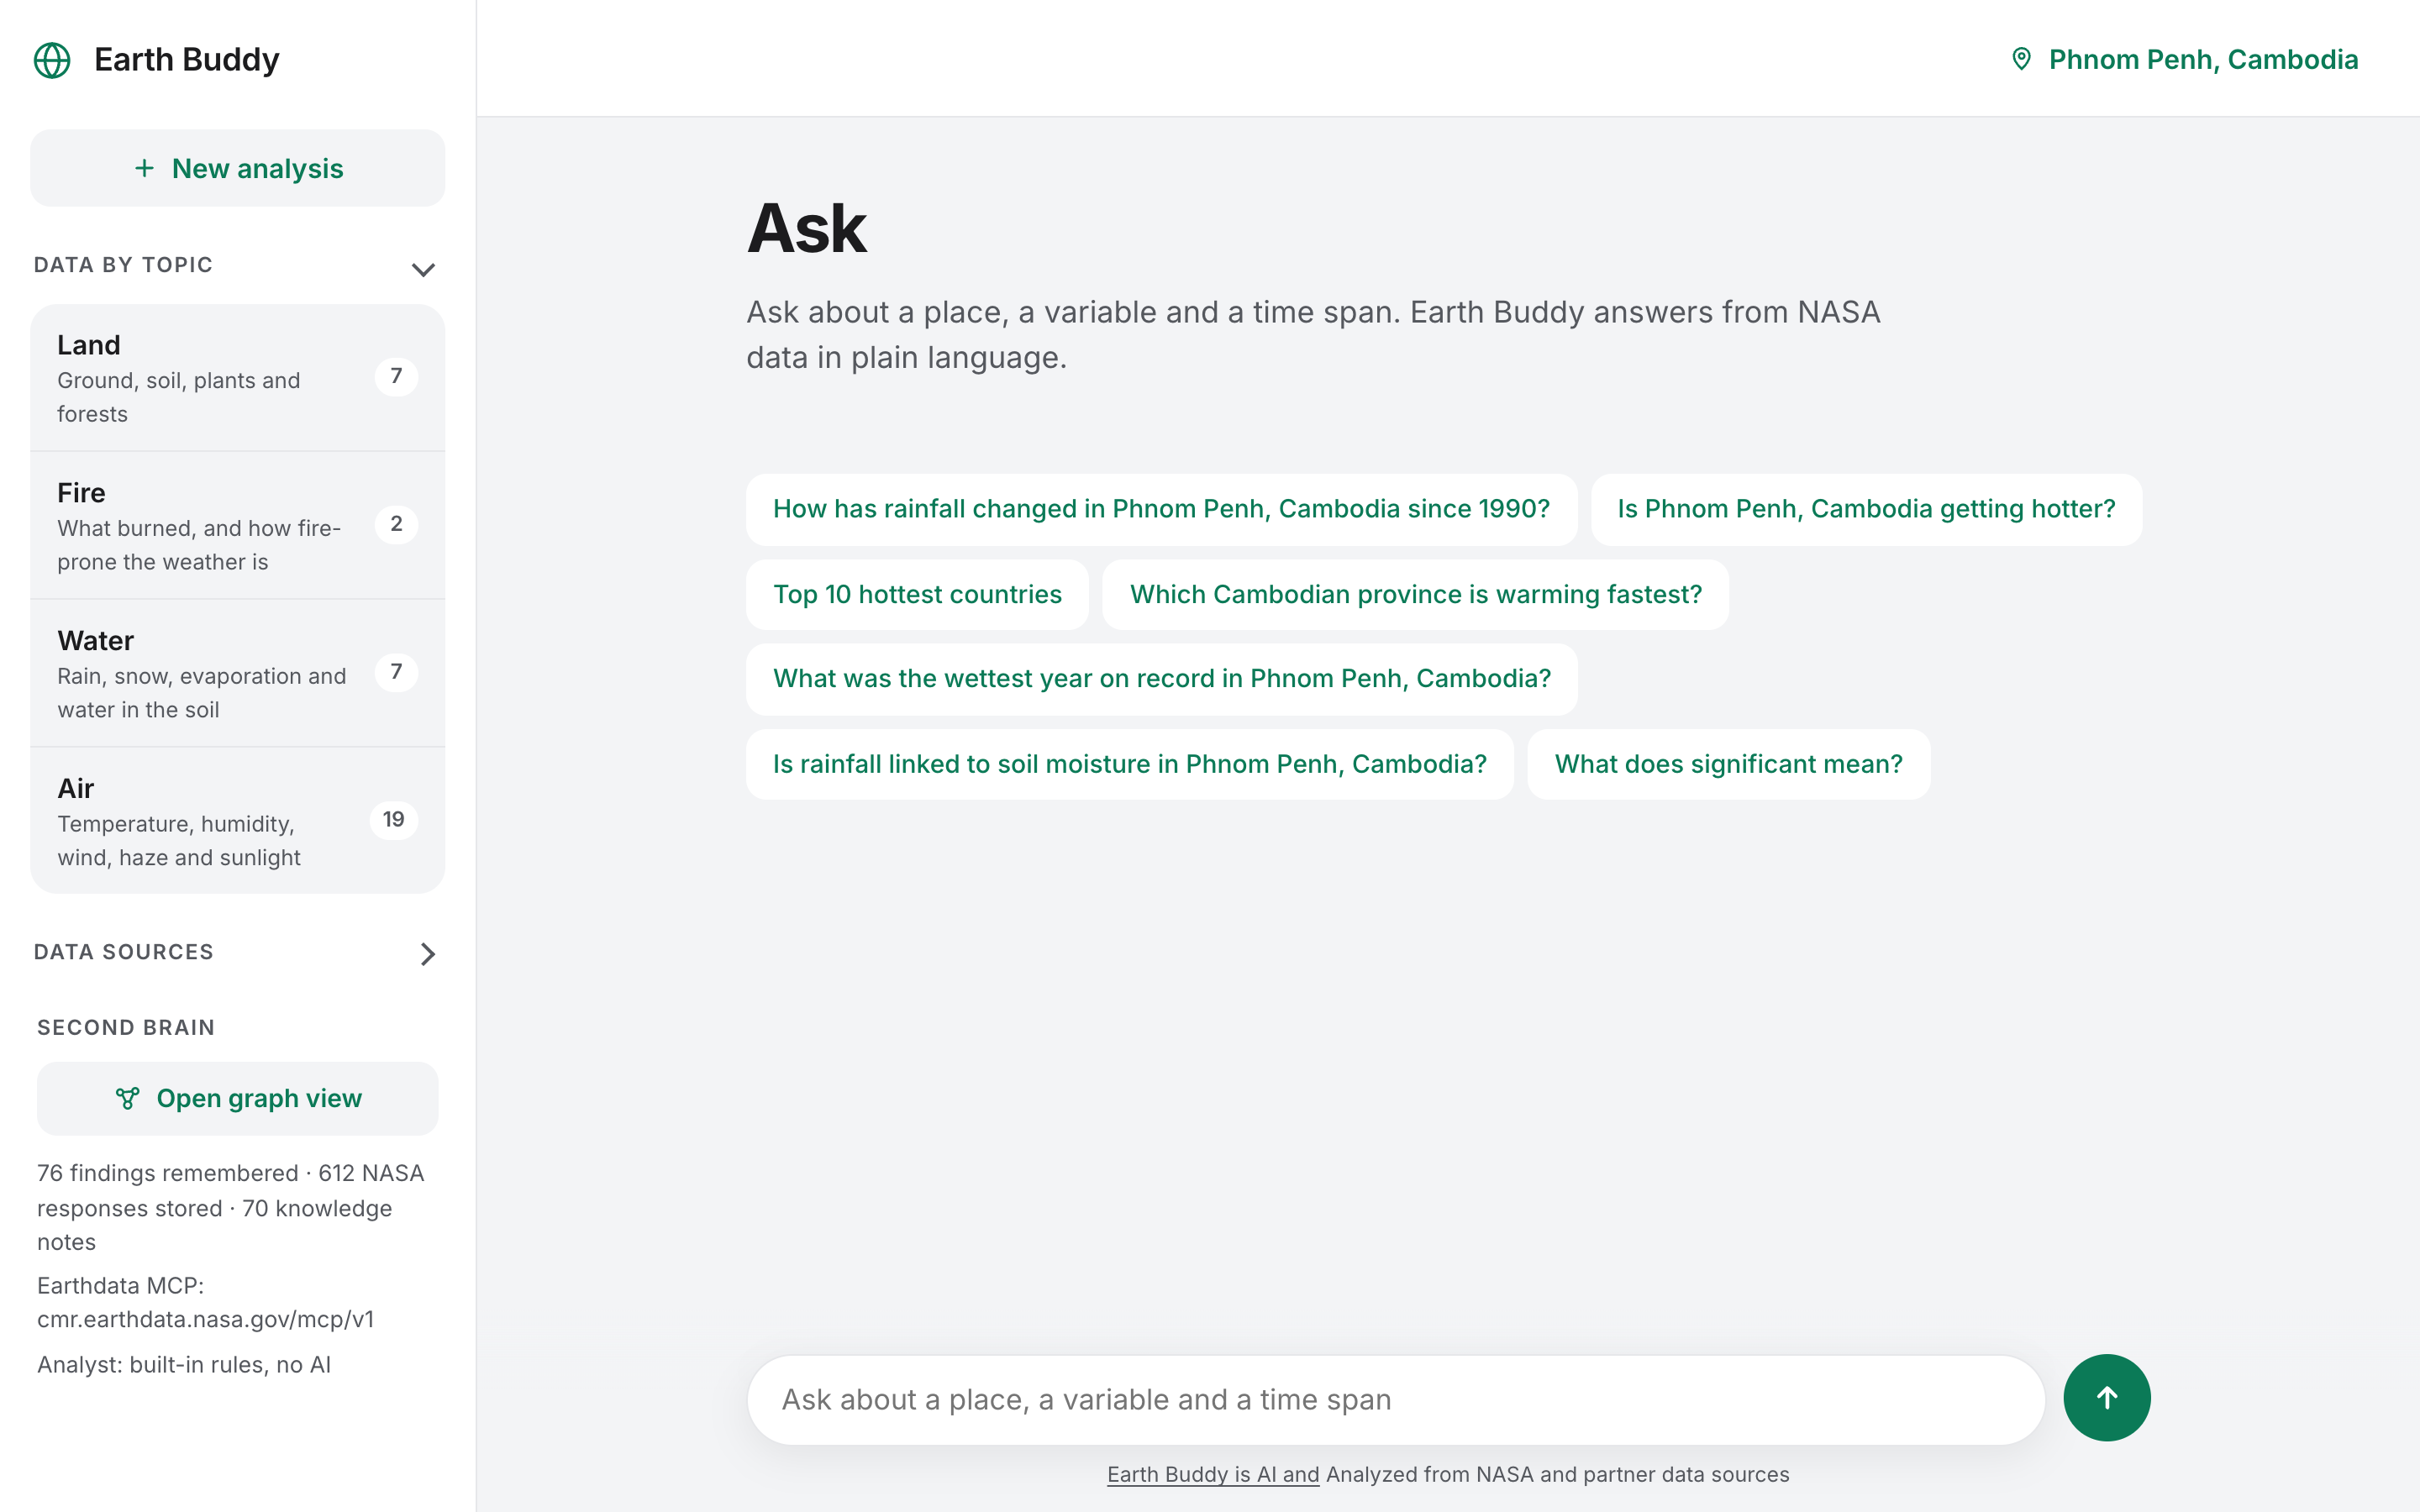 Earth Buddy
Phnom Penh, Cambodia
New analysis
DATA BY TOPIC
Land
Ground, soil, plants and
forests
7
Fire
What burned, and how fire-
prone the weather is
2
Water
Rain, snow, evaporation and
water in the soil
7
Air
Temperature, humidity,
wind, haze and sunlight
19
DATA SOURCES
SECOND BRAIN
Open graph view
76 findings remembered · 612 NASA
responses stored · 70 knowledge
notes
Earthdata MCP:
cmr.earthdata.nasa.gov/mcp/v1
Analyst: built-in rules, no AI
Ask
Ask about a place, a variable and a time span. Earth Buddy answers from NASA
data in plain language.
How has rainfall changed in Phnom Penh, Cambodia since 1990?
Is Phnom Penh, Cambodia getting hotter?
Top 10 hottest countries
Which Cambodian province is warming fastest?
What was the wettest year on record in Phnom Penh, Cambodia?
Is rainfall linked to soil moisture in Phnom Penh, Cambodia?
What does significant mean?
Ask about a place, a variable and a time span
Earth Buddy is AI and Analyzed from NASA and partner data sources